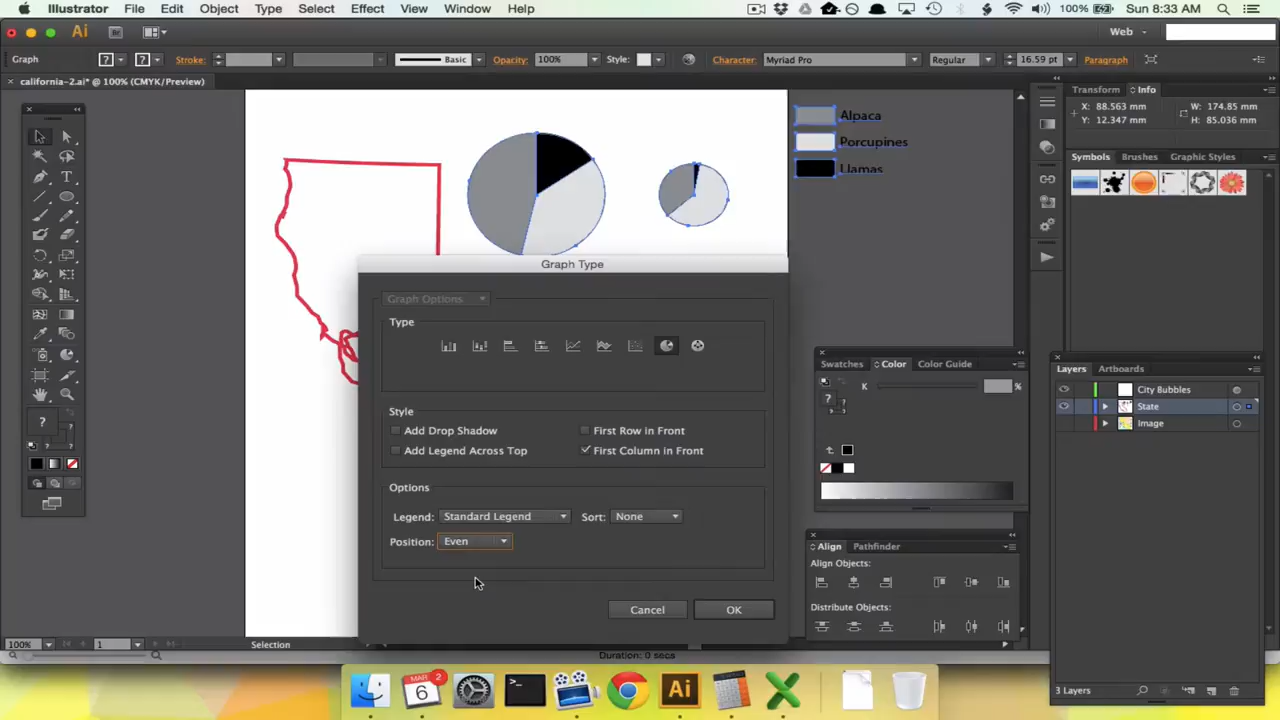 Illustrator File Edit Object Type Select Effect View Window Help 100% Sun 8:33 AM
Ai Br Web
Graph ? ? Stroke: Basic Opacity: 100% Style: Character: Myriad Pro Regular 16.59 pt Paragraph
× california-2.ai* @ 100% (CMYK/Preview)
Transform Info
X: 88.563 mm W: 174.85 mm
Y: 12.347 mm H: 85.036 mm
Alpaca
Porcupines
Llamas
Symbols Brushes Graphic Styles
Graph Type
Graph Options
Type
Style
Add Drop Shadow First Row in Front
Add Legend Across Top First Column in Front
Options
Legend: Standard Legend Sort: None
Position: Even
Cancel OK
Swatches Color Color Guide
K %
?
Layers Artboards
City Bubbles
State
Image
3 Layers
Align Pathfinder
Align Objects:
Distribute Objects:
?
100% 1 Selection
Duration: 0 secs
MAR 2
6
Ai